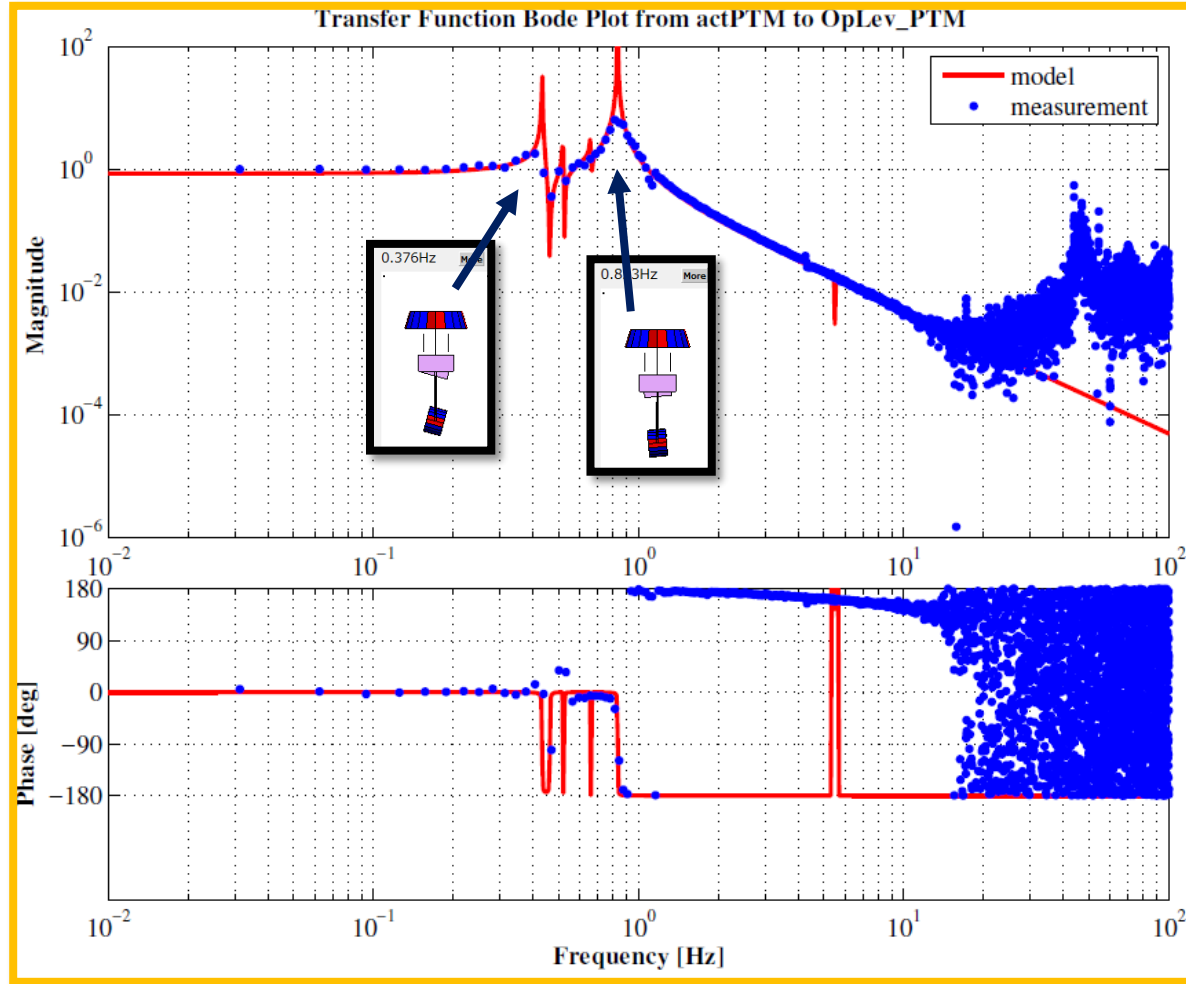 Transfer Function Bode Plot from actPTM to OpLev_PTM
10^2
10^0
10^-2
10^-4
10^-6
Magnitude
model
measurement
0.376Hz
More
10^-2 10^-1 10^0 10^1 10^2
180
90
0
−90
−180
Phase [deg]
10^-2 10^-1 10^0 10^1 10^2
Frequency [Hz]